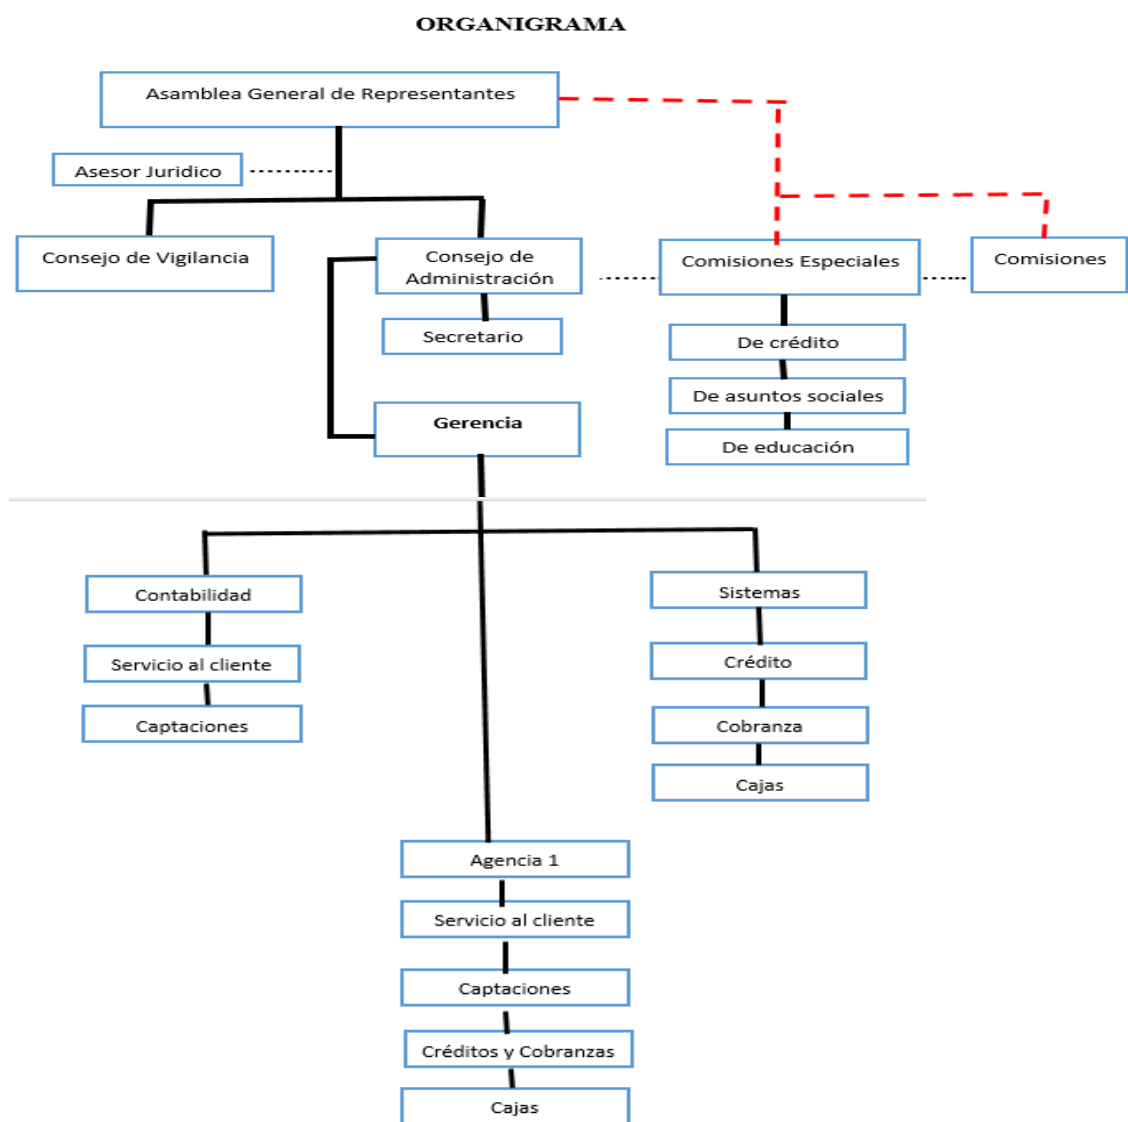 ORGANIGRAMA
Asamblea General de Representantes
Asesor Juridico
Consejo de Vigilancia
Consejo de
Administración
Comisiones Especiales
Comisiones
Secretario
De crédito
De asuntos sociales
Gerencia
De educación
Contabilidad
Sistemas
Servicio al cliente
Crédito
Captaciones
Cobranza
Cajas
Agencia 1
Servicio al cliente
Captaciones
Créditos y Cobranzas
Cajas